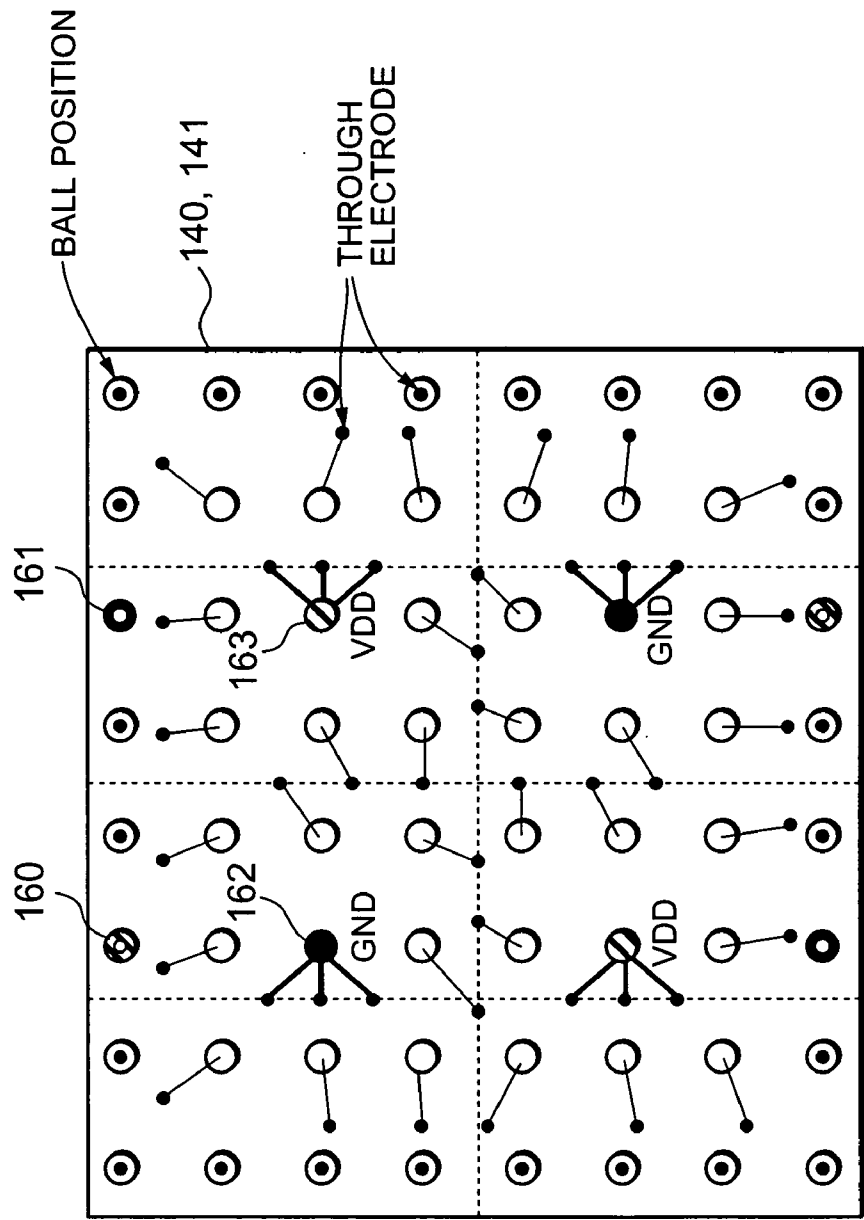 BALL POSITION
140, 141
THROUGH
ELECTRODE
161
163
VDD
GND
160
162
GND
VDD